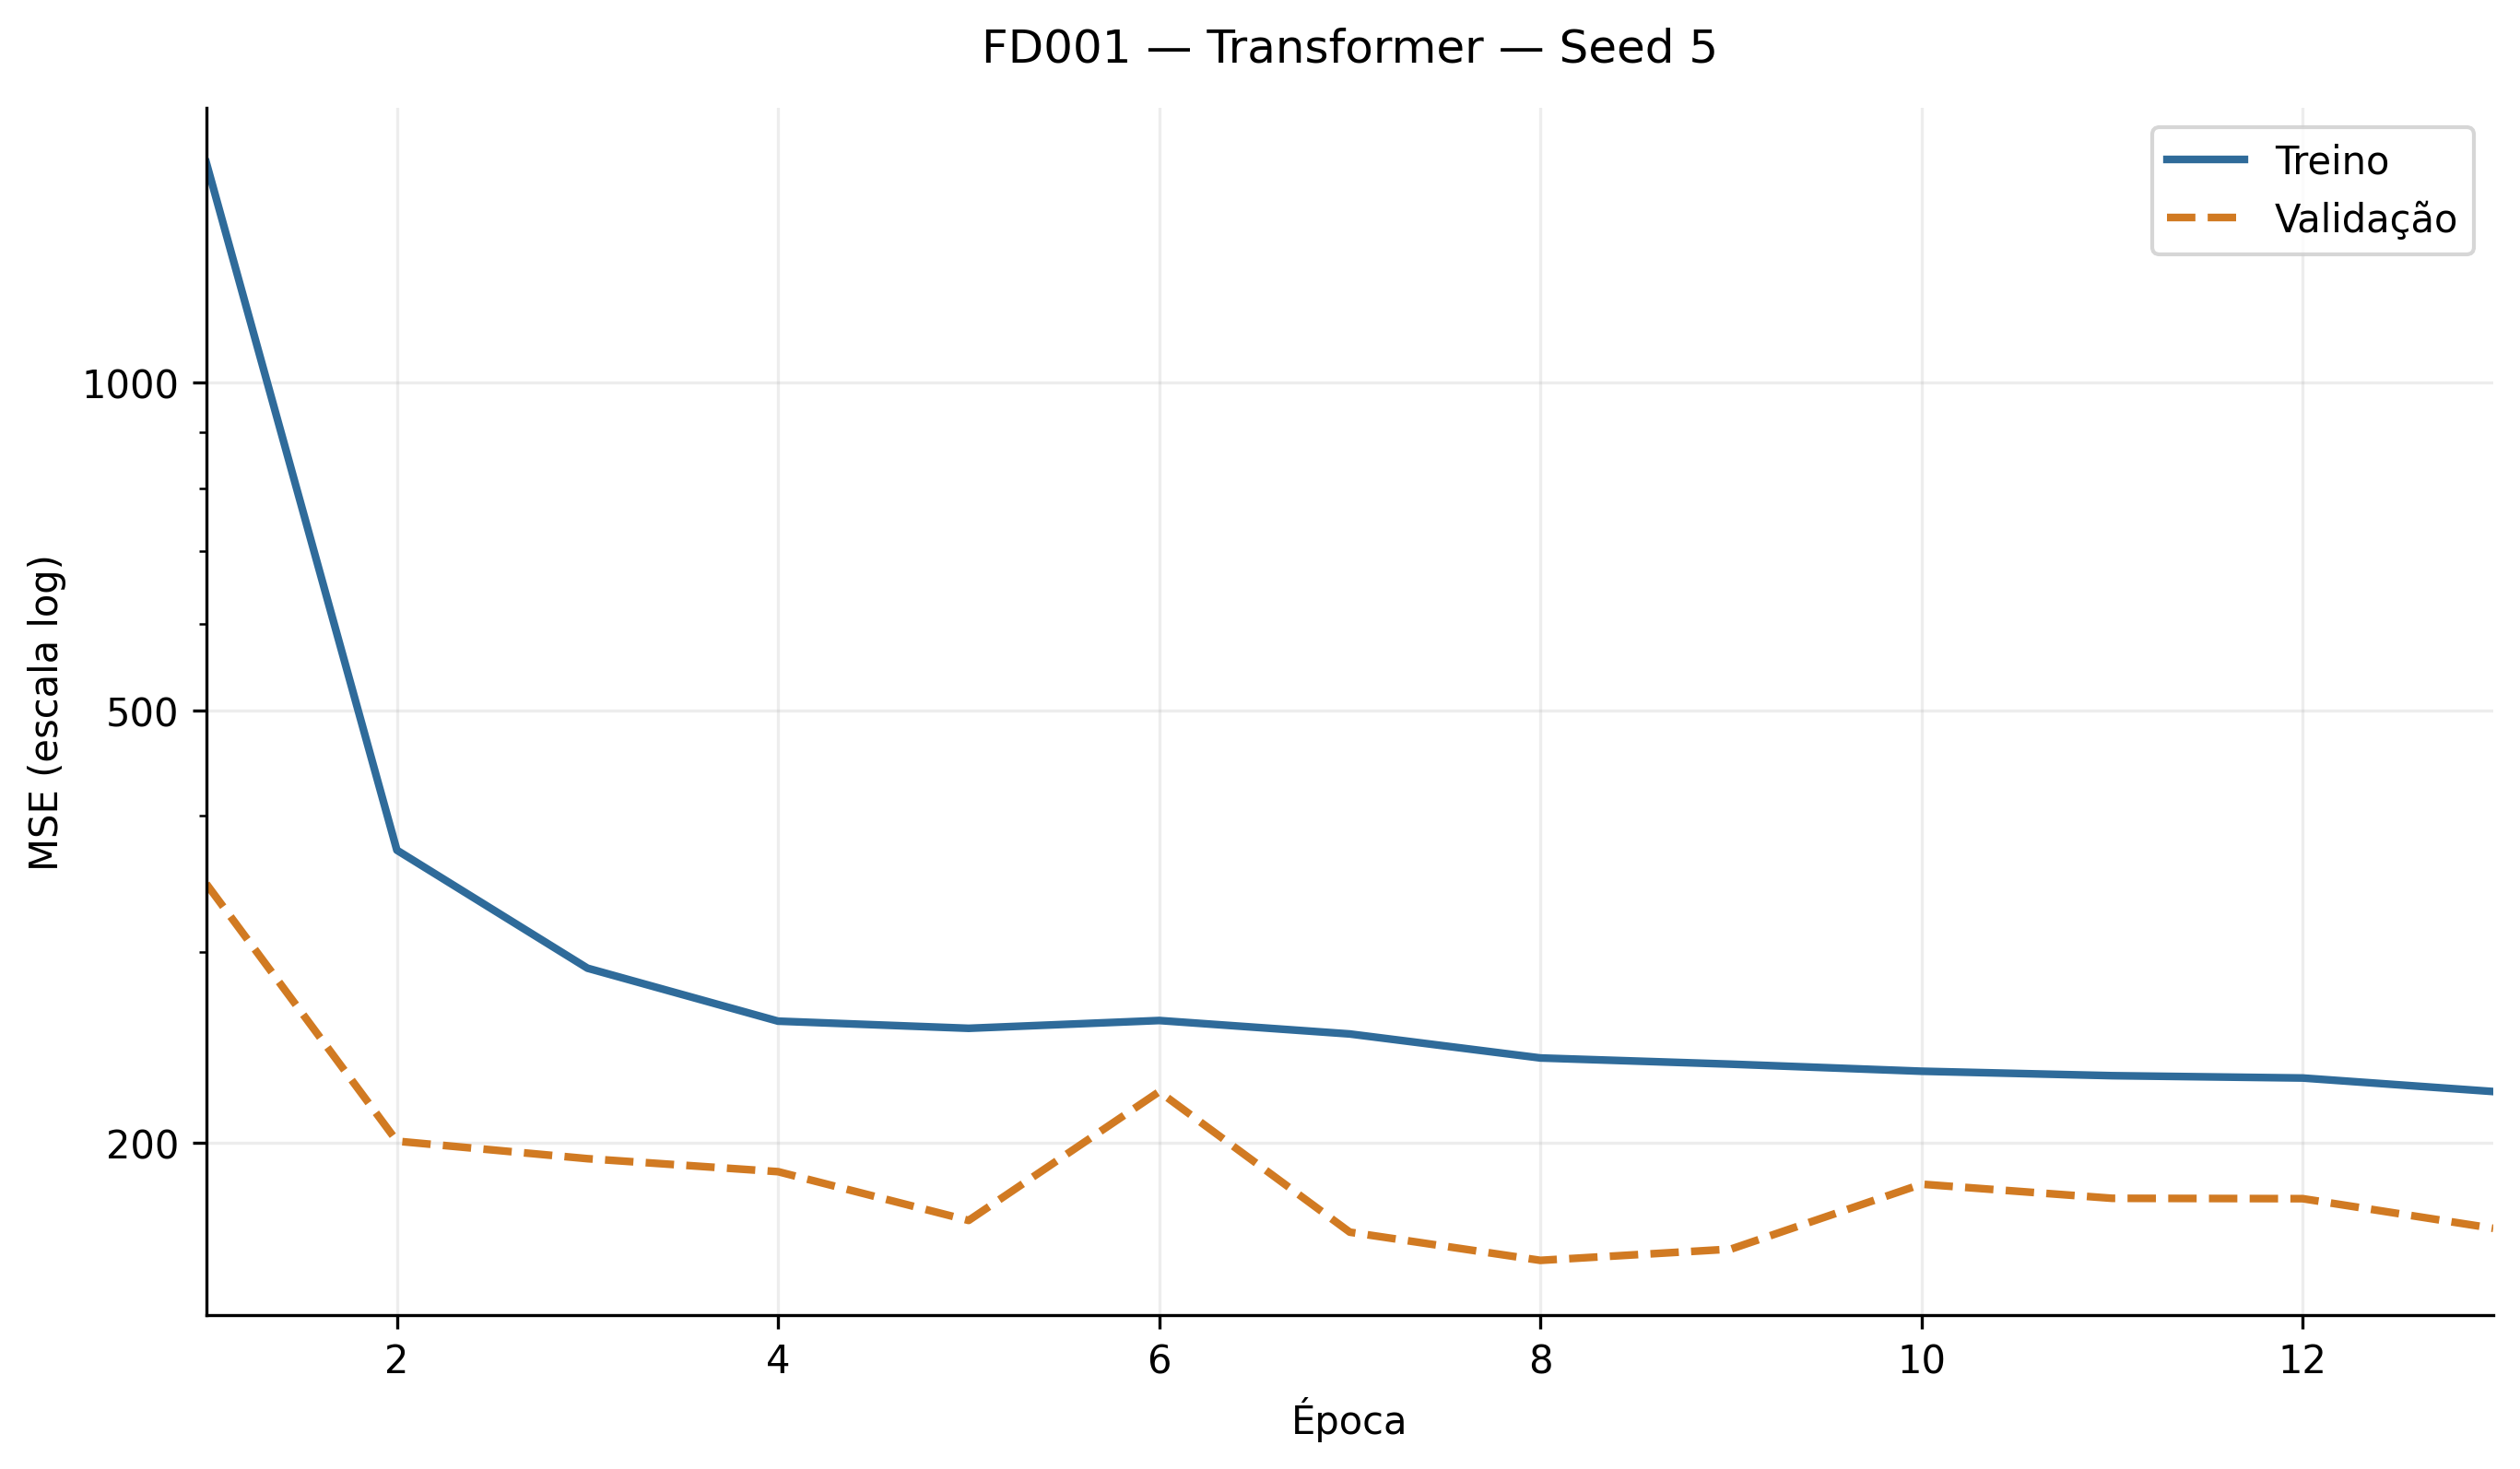 FD001 — Transformer — Seed 5
Treino
Validação
MSE (escala log)
1000
500
200
2 4 6 8 10 12
Época